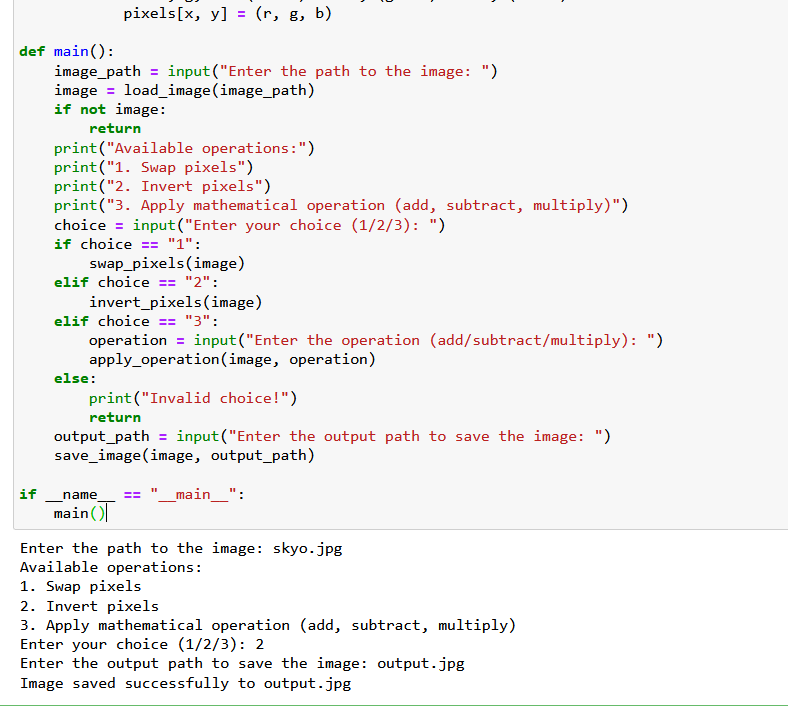 pixels[x, y] = (r, g, b)
def main():
    image_path = input("Enter the path to the image: ")
    image = load_image(image_path)
    if not image:
        return
    print("Available operations:")
    print("1. Swap pixels")
    print("2. Invert pixels")
    print("3. Apply mathematical operation (add, subtract, multiply)")
    choice = input("Enter your choice (1/2/3): ")
    if choice == "1":
        swap_pixels(image)
    elif choice == "2":
        invert_pixels(image)
    elif choice == "3":
        operation = input("Enter the operation (add/subtract/multiply): ")
        apply_operation(image, operation)
    else:
        print("Invalid choice!")
        return
    output_path = input("Enter the output path to save the image: ")
    save_image(image, output_path)
if __name__ == "__main__":
    main()
Enter the path to the image: skyo.jpg
Available operations:
1. Swap pixels
2. Invert pixels
3. Apply mathematical operation (add, subtract, multiply)
Enter your choice (1/2/3): 2
Enter the output path to save the image: output.jpg
Image saved successfully to output.jpg